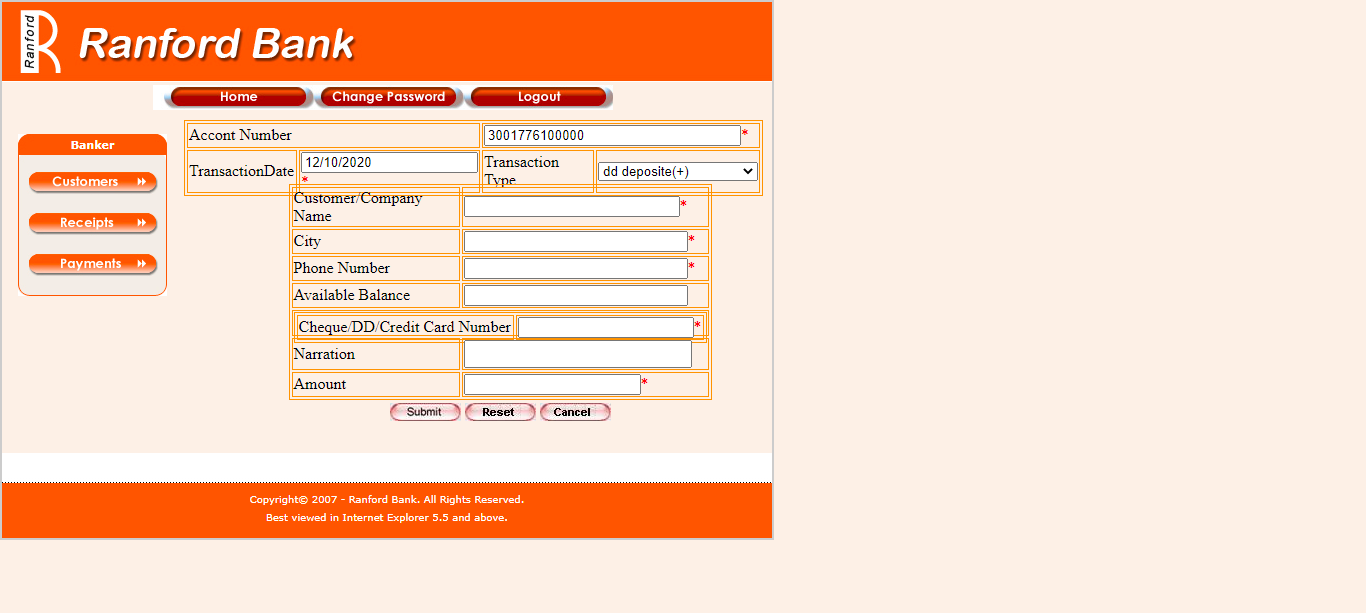 Ranford
Ranford Bank
Home Change Password Logout
Banker
Customers
Receipts
Payments
Accont Number 3001776100000 *
TransactionDate 12/10/2020 * Transaction Type dd deposite(+)
Customer/Company Name *
City *
Phone Number *
Available Balance
Cheque/DD/Credit Card Number *
Narration
Amount *
Submit Reset Cancel
Copyright© 2007 - Ranford Bank. All Rights Reserved.
Best viewed in Internet Explorer 5.5 and above.